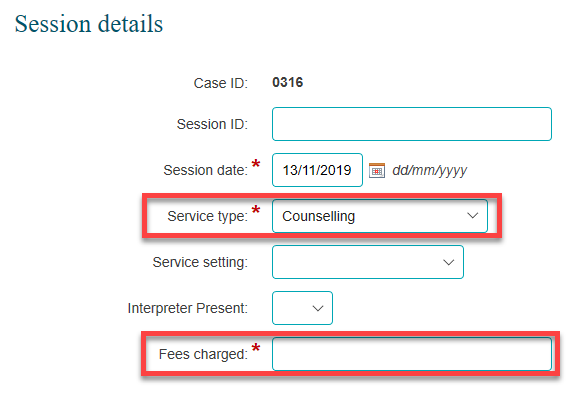 Session details
Case ID: 0316
Session ID:
Session date:* 13/11/2019 dd/mm/yyyy
Service type:* Counselling
Service setting:
Interpreter Present:
Fees charged:*